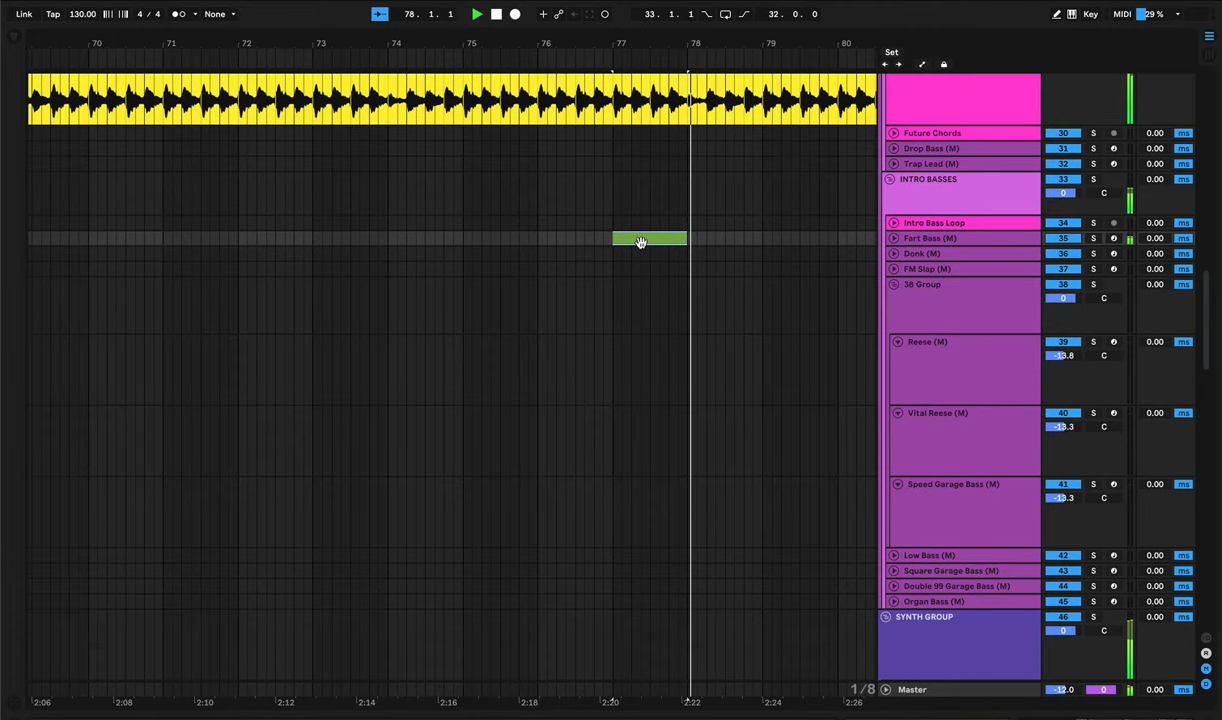 Link Tap 130.00 4 / 4 None 78. 1. 1 33. 1. 1 32. 0. 0 Key MIDI 29 %
70 71 72 73 74 75 76 77 78 79 80
Set
Future Chords 30 S 0.00 ms
Drop Bass (M) 31 S 0.00 ms
Trap Lead (M) 32 S 0.00 ms
INTRO BASSES 33 S 0.00 ms
0 C
Intro Bass Loop 34 S 0.00 ms
Fart Bass (M) 35 S 0.00 ms
Donk (M) 36 S 0.00 ms
FM Slap (M) 37 S 0.00 ms
38 Group 38 S 0.00 ms
0 C
Reese (M) 39 S 0.00 ms
-13.8 C
Vital Reese (M) 40 S 0.00 ms
-13.3 C
Speed Garage Bass (M) 41 S 0.00 ms
-13.3 C
Low Bass (M) 42 S 0.00 ms
Square Garage Bass (M) 43 S 0.00 ms
Double 99 Garage Bass (M) 44 S 0.00 ms
Organ Bass (M) 45 S 0.00 ms
SYNTH GROUP 46 S 0.00 ms
0 C
R
M
D
1/8 Master -12.0 0 0.00 ms
2:06 2:08 2:10 2:12 2:14 2:15 2:16 2:18 2:20 2:22 2:24 2:26